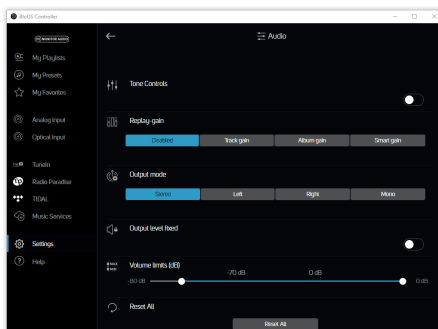 BluOS Controller
Audio
MONITOR AUDIO
My Playlists
My Presets
My Favorites
Analog Input
Optical Input
TuneIn
Radio Paradise
TIDAL
Music Services
Settings
Help
Tone Controls
Replay-gain
Disabled Track gain Album gain Smart gain
Output mode
Stereo Left Right Mono
Output level fixed
Volume limits (dB)
-70 dB 0 dB
-80 dB 0 dB
Reset All
Reset All